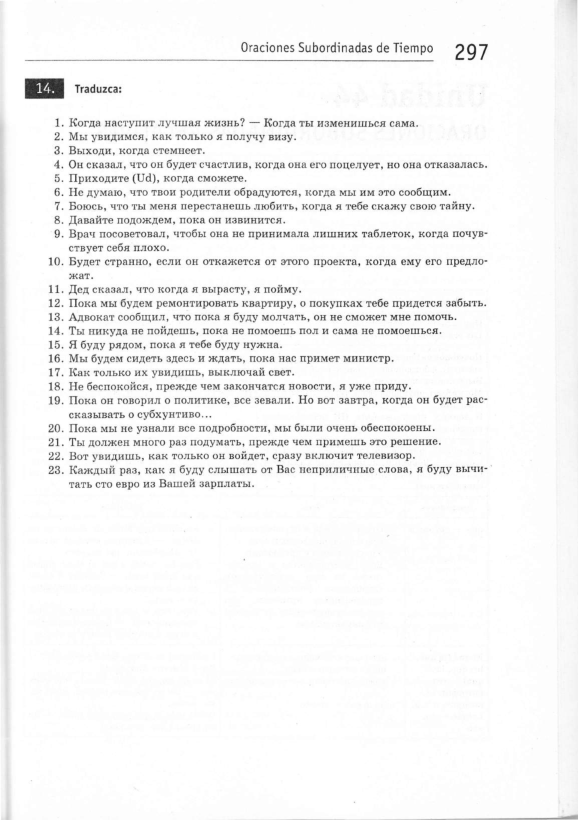 Oraciones Subordinadas de Tiempo 297
14. Traduzca:
1. Когда наступит лучшая жизнь? — Когда ты изменишься сама.
2. Мы увидимся, как только я получу визу.
3. Выходи, когда стемнеет.
4. Он сказал, что он будет счастлив, когда она его поцелует, но она отказалась.
5. Приходите (Ud), когда сможете.
6. Не думаю, что твои родители обрадуются, когда мы им это сообщим.
7. Боюсь, что ты меня перестанешь любить, когда я тебе скажу свою тайну.
8. Давайте подождем, пока он извинится.
9. Врач посоветовал, чтобы она не принимала лишних таблеток, когда почув-
ствует себя плохо.
10. Будет странно, если он откажется от этого проекта, когда ему его предло-
жат.
11. Дед сказал, что когда я вырасту, я пойму.
12. Пока мы будем ремонтировать квартиру, о покупках тебе придется забыть.
13. Адвокат сообщил, что пока я буду молчать, он не сможет мне помочь.
14. Ты никуда не пойдешь, пока не помоешь пол и сама не помоешься.
15. Я буду рядом, пока я тебе буду нужна.
16. Мы будем сидеть здесь и ждать, пока нас примет министр.
17. Как только их увидишь, выключай свет.
18. Не беспокойся, прежде чем закончатся новости, я уже приду.
19. Пока он говорил о политике, все зевали. Но вот завтра, когда он будет рас-
сказывать о субхунтиво...
20. Пока мы не узнали все подробности, мы были очень обеспокоены.
21. Ты должен много раз подумать, прежде чем примешь это решение.
22. Вот увидишь, как только он войдет, сразу включит телевизор.
23. Каждый раз, как я буду слышать от Вас неприличные слова, я буду вычи-
тать сто евро из Вашей зарплаты.